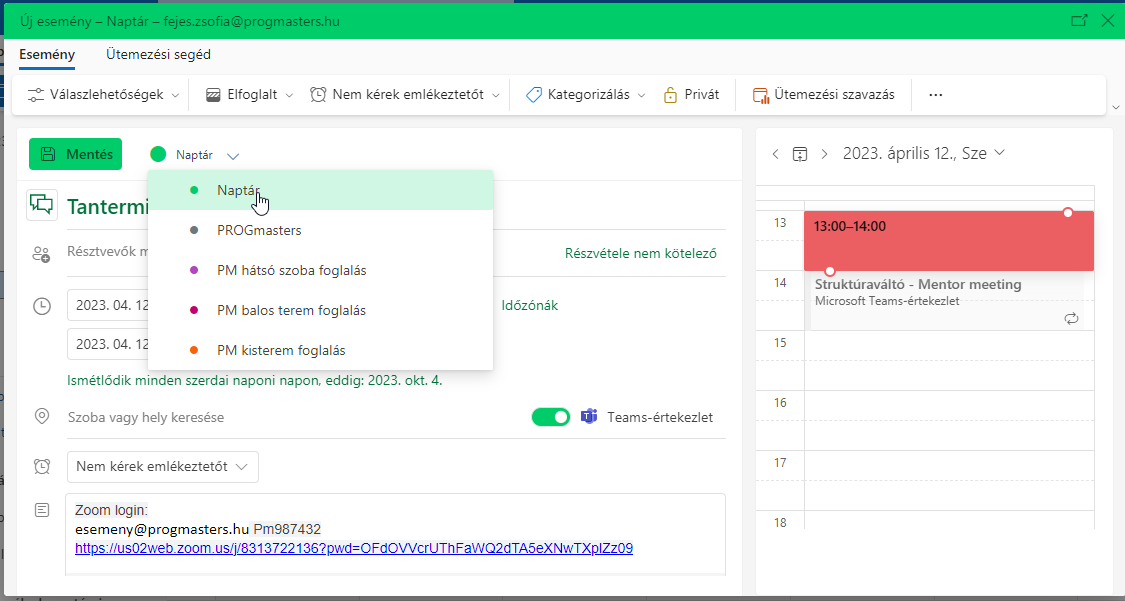 Új esemény – Naptár – fejes.zsofia@progmasters.hu
Esemény Ütemezési segéd
Válaszlehetőségek Elfoglalt Nem kérek emlékeztetőt Kategorizálás Privát Ütemezési szavazás ...
Mentés Naptár
Naptár
PROGmasters
PM hátsó szoba foglalás
PM balos terem foglalás
PM kisterem foglalás
Tantermi
Résztvevők Részvétele nem kötelező
2023. 04. 12 Időzónák
2023. 04. 12
Ismétlődik minden szerdai naponi napon, eddig: 2023. okt. 4.
Szoba vagy hely keresése Teams-értekezlet
Nem kérek emlékeztetőt
Zoom login:
esemeny@progmasters.hu Pm987432
https://us02web.zoom.us/j/8313722136?pwd=OFdOVVcrUThFaWQ2dTA5eXNwTXpIZz09
2023. április 12., Sze
13 13:00–14:00
14 Struktúraváltó - Mentor meeting
Microsoft Teams-értekezlet
15
16
17
18